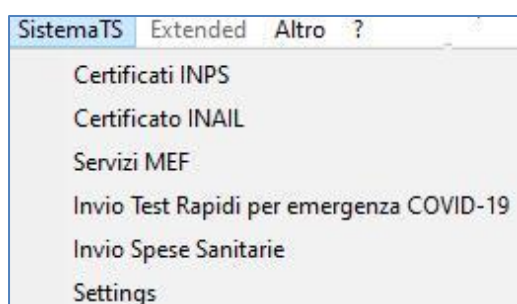 SistemaTS Extended Altro ?
Certificati INPS
Certificato INAIL
Servizi MEF
Invio Test Rapidi per emergenza COVID-19
Invio Spese Sanitarie
Settings